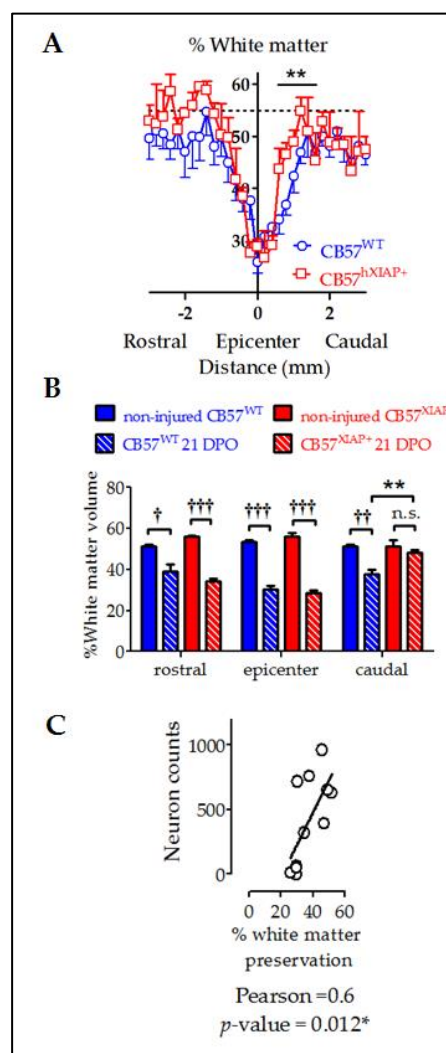 A
% White matter
**
60
50
40
30
CB57WT
CB57hXIAP+
-2
0
2
Rostral Epicenter Caudal
Distance (mm)
B
non-injured CB57WT
non-injured CB57XIAP
CB57WT 21 DPO
CB57XIAP+ 21 DPO
**
† ††† ††† ††† †† n.s.
%White matter volume
60
40
20
0
rostral epicenter caudal
C
Neuron counts
1000
500
0
0 20 40 60
% white matter
preservation
Pearson =0.6
p-value = 0.012*